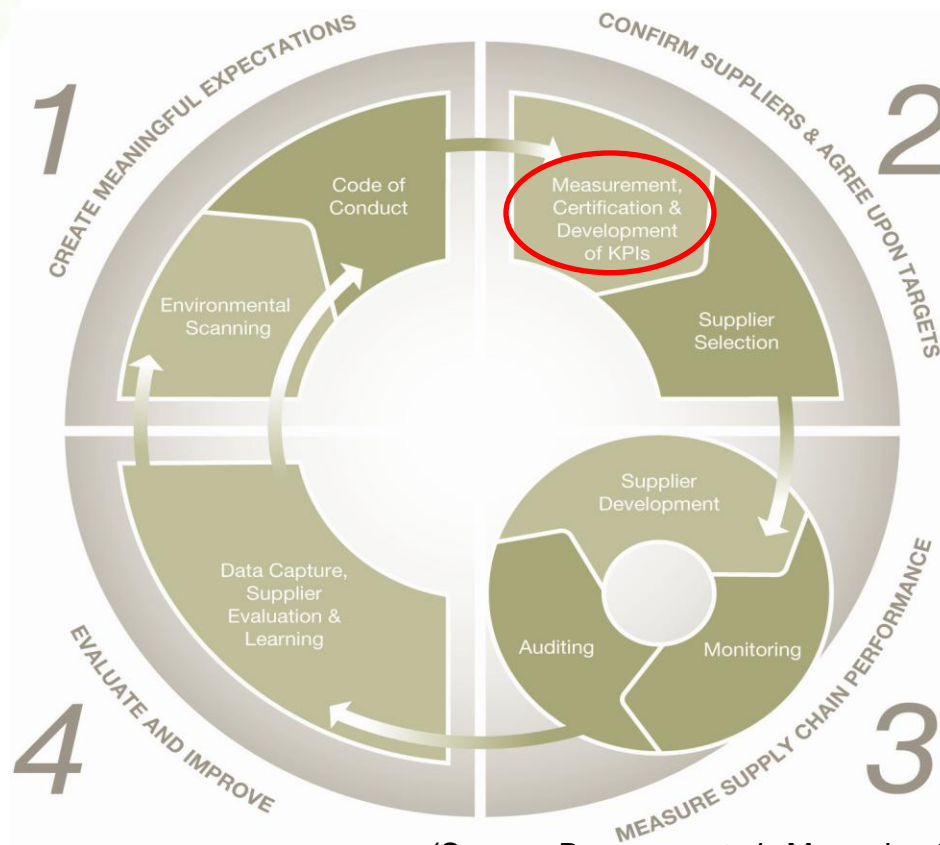 1
CREATE MEANINGFUL EXPECTATIONS
Code of
Conduct
Environmental
Scanning
2
CONFIRM SUPPLIERS & AGREE UPON TARGETS
Measurement,
Certification &
Development
of KPIs
Supplier
Selection
3
MEASURE SUPPLY CHAIN PERFORMANCE
Supplier
Development
Auditing
Monitoring
4
EVALUATE AND IMPROVE
Data Capture,
Supplier
Evaluation &
Learning